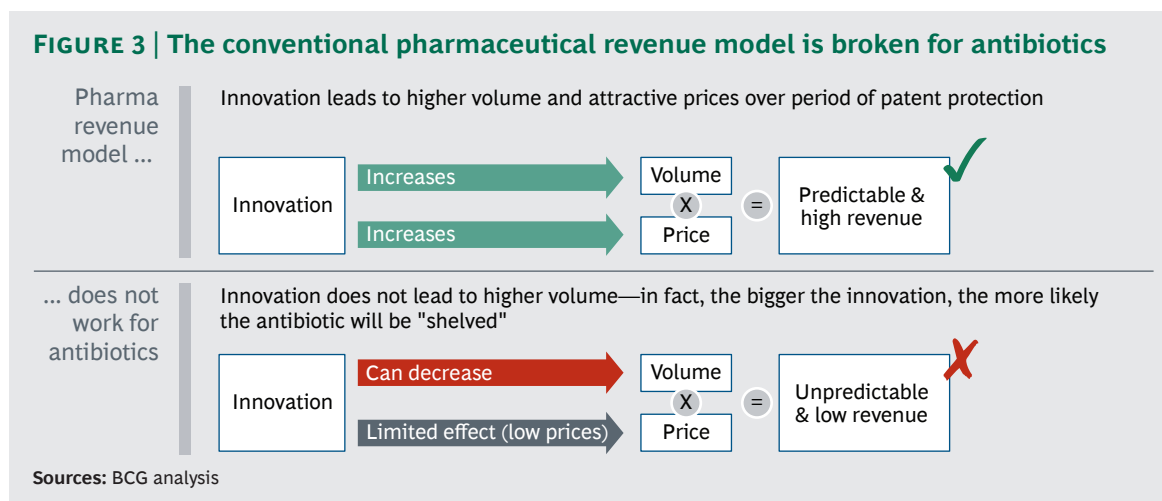 FIGURE 3 | The conventional pharmaceutical revenue model is broken for antibiotics
Pharma
revenue
model ...
Innovation leads to higher volume and attractive prices over period of patent protection
Innovation
Increases
Increases
Volume
X
Price
=
Predictable &
high revenue
... does not
work for
antibiotics
Innovation does not lead to higher volume—in fact, the bigger the innovation, the more likely
the antibiotic will be "shelved"
Innovation
Can decrease
Limited effect (low prices)
Volume
X
Price
=
Unpredictable
& low revenue
Sources: BCG analysis